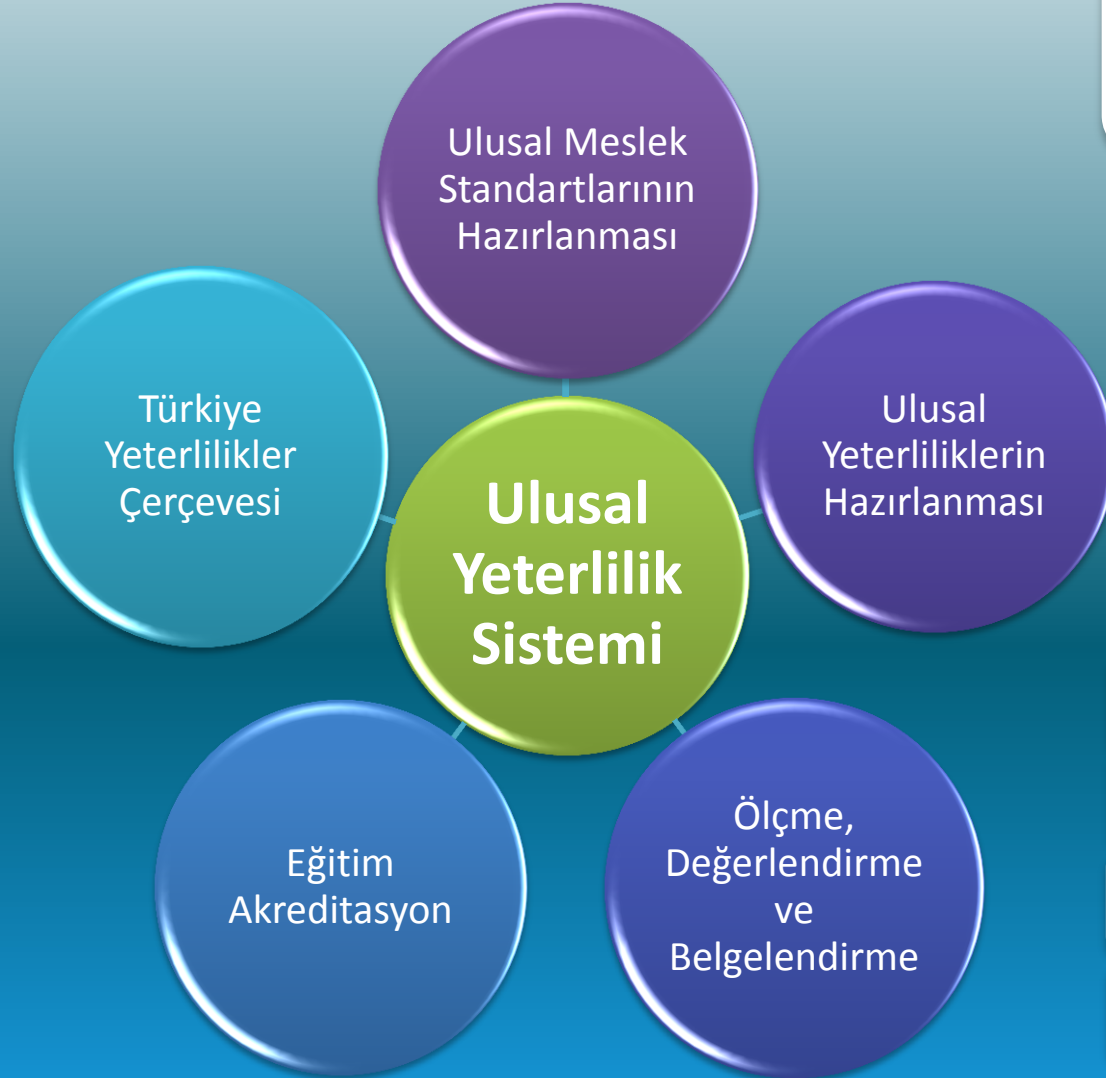 Ulusal Meslek
Standartlarının
Hazırlanması
Türkiye
Yeterlilikler
Çerçevesi
Ulusal
Yeterliliklerin
Hazırlanması
Ulusal
Yeterlilik
Sistemi
Eğitim
Akreditasyon
Ölçme,
Değerlendirme
ve
Belgelendirme